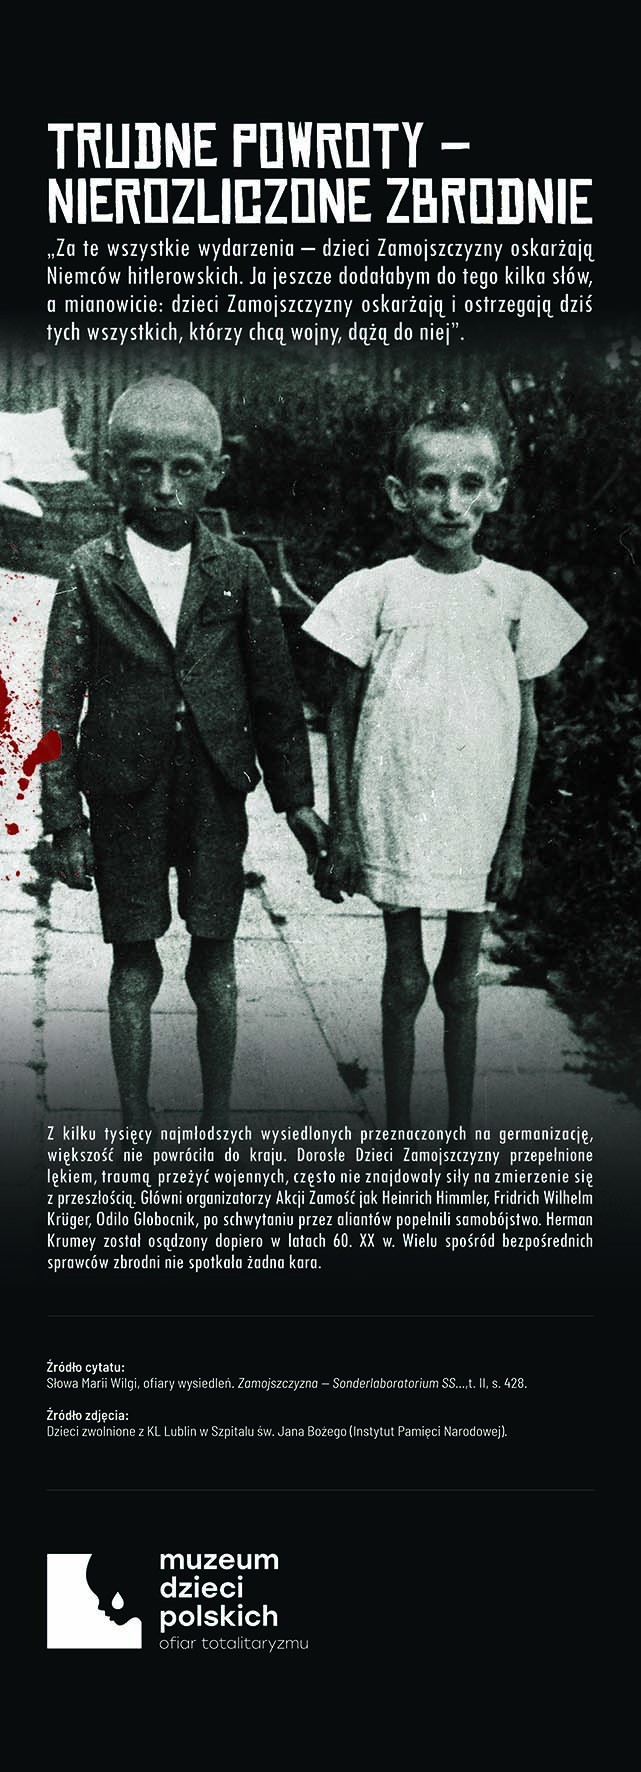 TRUDNE POWROTY –
NIEROZLICZONE ZBRODNIE
„Za te wszystkie wydarzenia – dzieci Zamojszczyzny oskarżają
Niemców hitlerowskich. Ja jeszcze dodałabym do tego kilka słów,
a mianowicie: dzieci Zamojszczyzny oskarżają i ostrzegają dziś
tych wszystkich, którzy chcą wojny, dążą do niej”.
Z kilku tysięcy najmłodszych wysiedlonych przeznaczonych na germanizację,
większość nie powróciła do kraju. Dorosłe Dzieci Zamojszczyzny przepełnione
lękiem, traumą przeżyć wojennych, często nie znajdowały siły na zmierzenie się
z przeszłością. Główni organizatorzy Akcji Zamość jak Heinrich Himmler, Fridrich Wilhelm
Krüger, Odilo Globocnik, po schwytaniu przez aliantów popełnili samobójstwo. Herman
Krumey został osądzony dopiero w latach 60. XX w. Wielu spośród bezpośrednich
sprawców zbrodni nie spotkała żadna kara.
Źródło cytatu:
Słowa Marii Wilgi, ofiary wysiedleń. Zamojszczyzna – Sonderlaboratorium SS...,t. II, s. 428.
Źródło zdjęcia:
Dzieci zwolnione z KL Lublin w Szpitalu św. Jana Bożego (Instytut Pamięci Narodowej).
muzeum
dzieci
polskich
ofiar totalitaryzmu